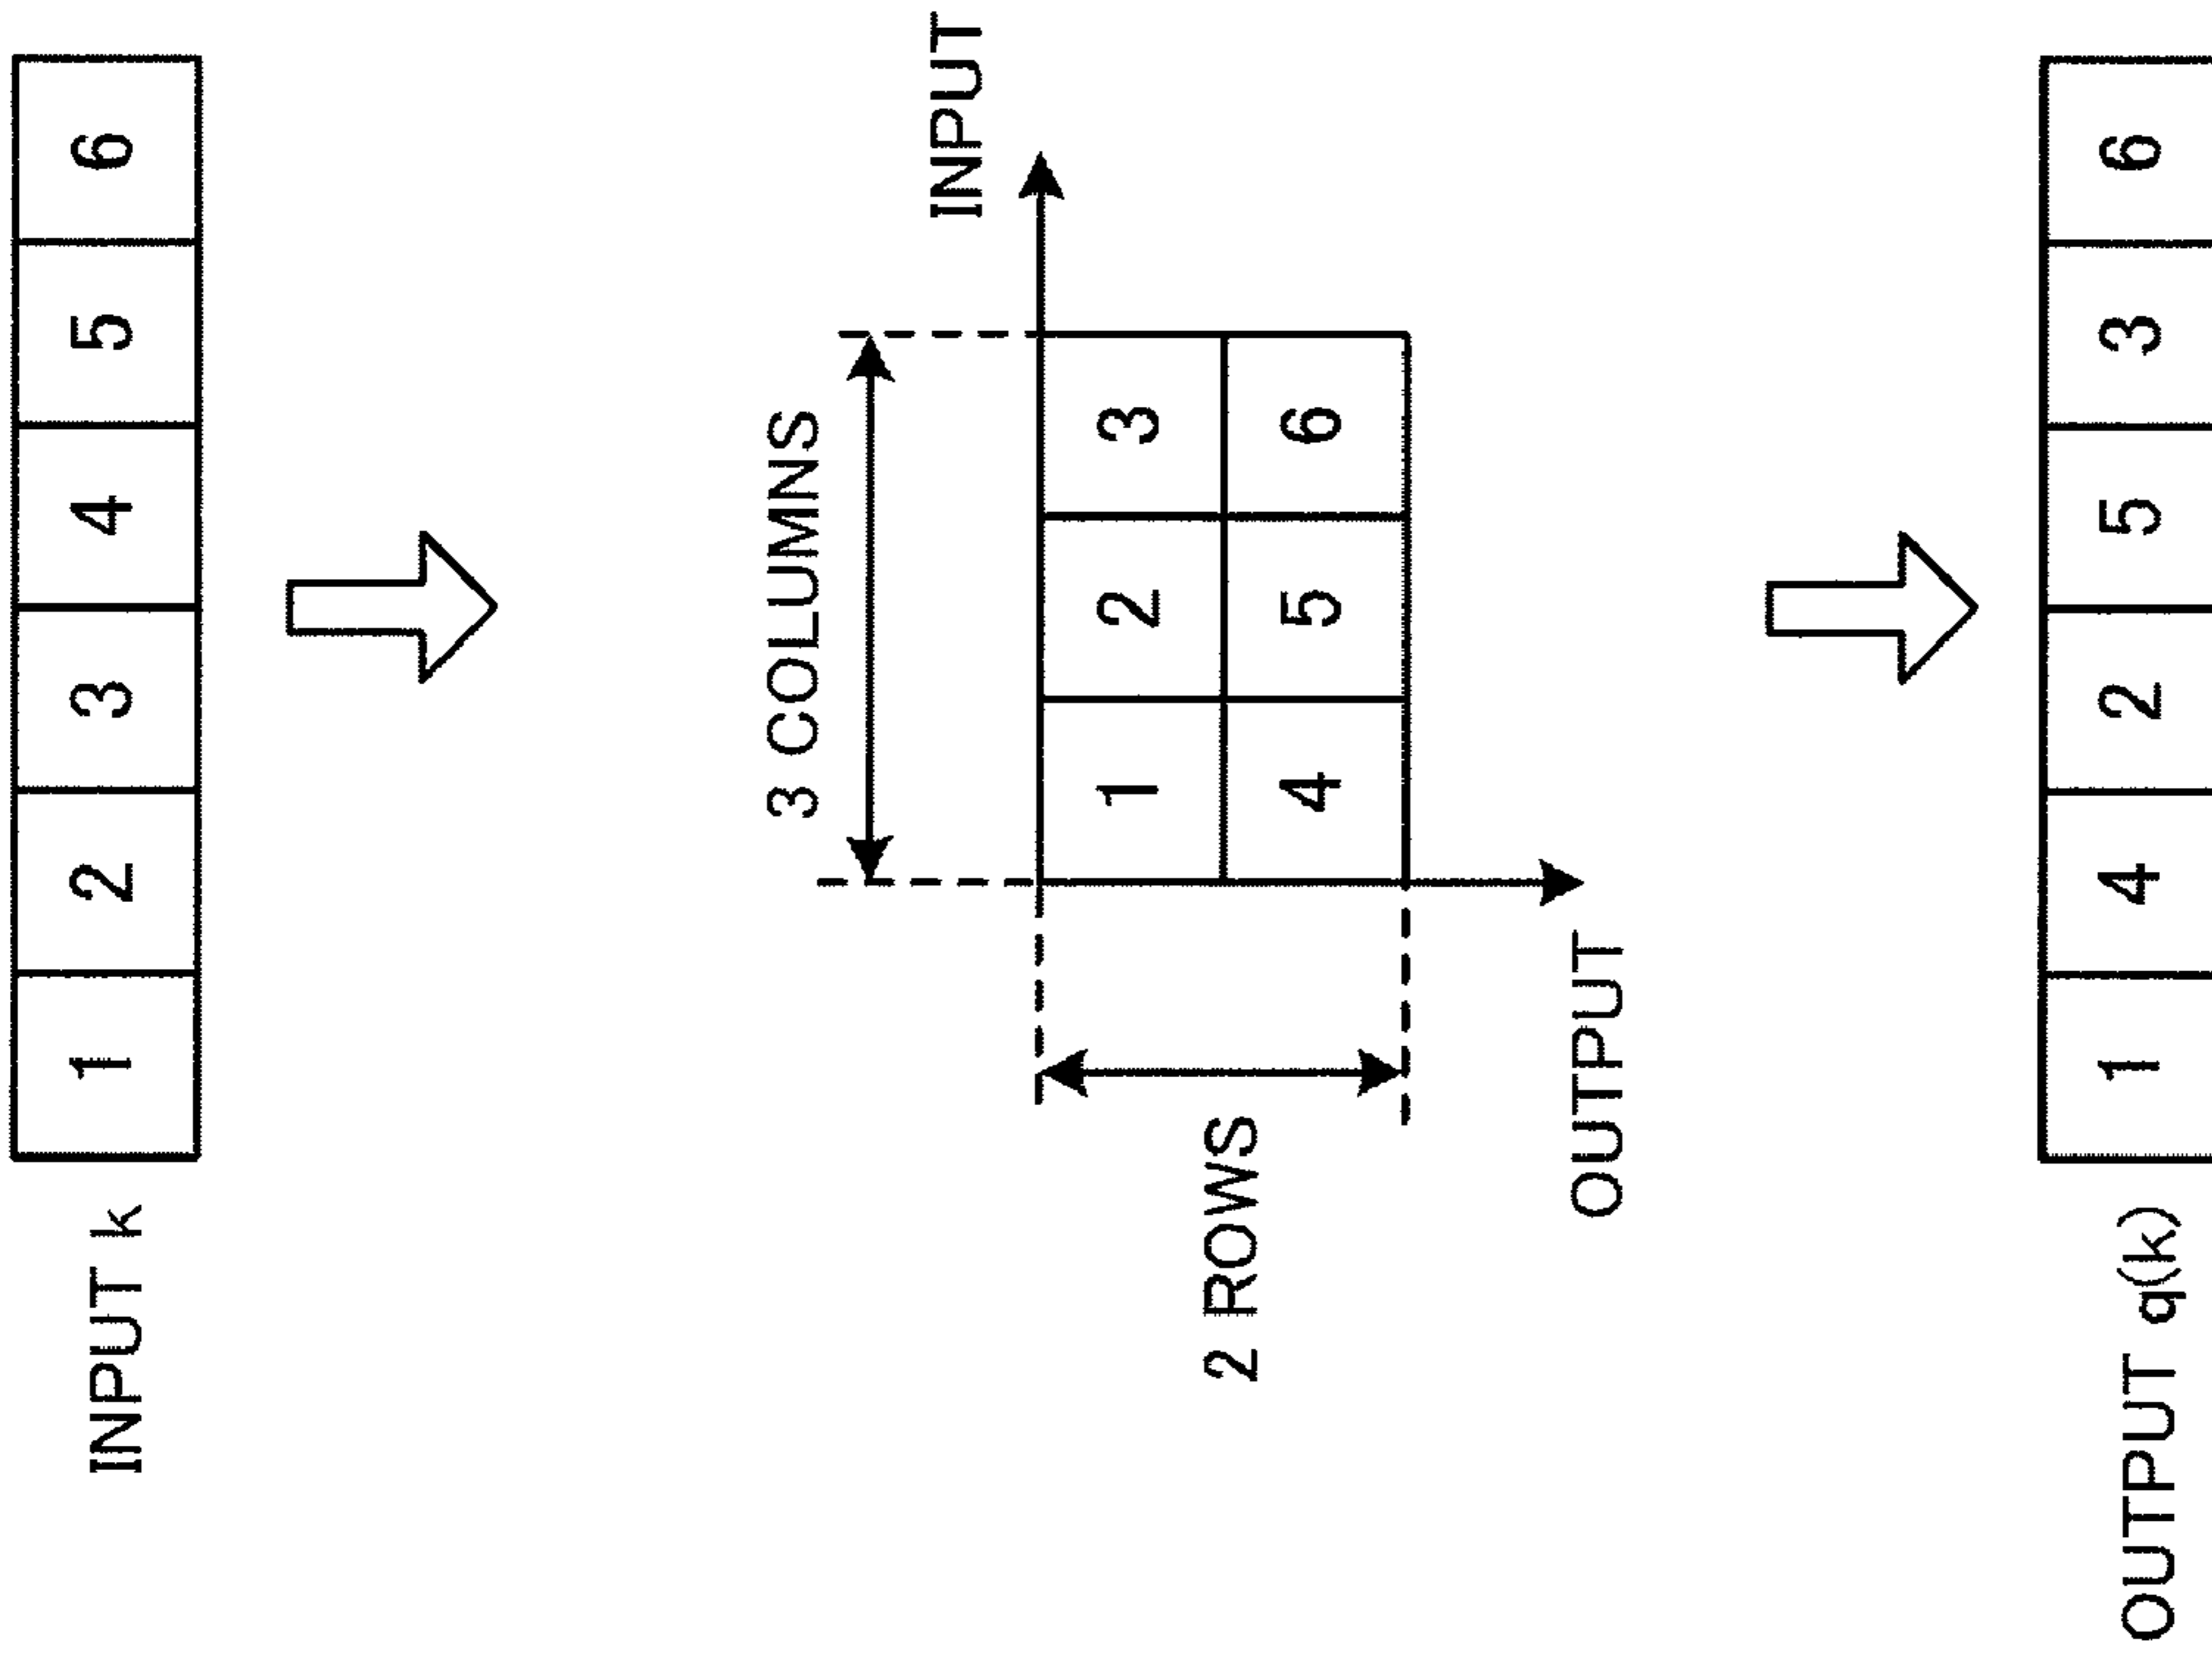 INPUT k 1 2 3 4 5 6
3 COLUMNS
INPUT
2 ROWS
1 2 3
4 5 6
OUTPUT
OUTPUT q(k) 1 4 2 5 3 6